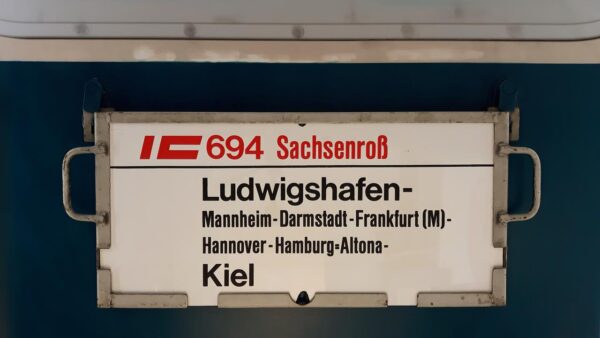 IC 694 Sachsenroß
Ludwigshafen-
Mannheim-Darmstadt-Frankfurt (M)-
Hannover-Hamburg=Altona-
Kiel